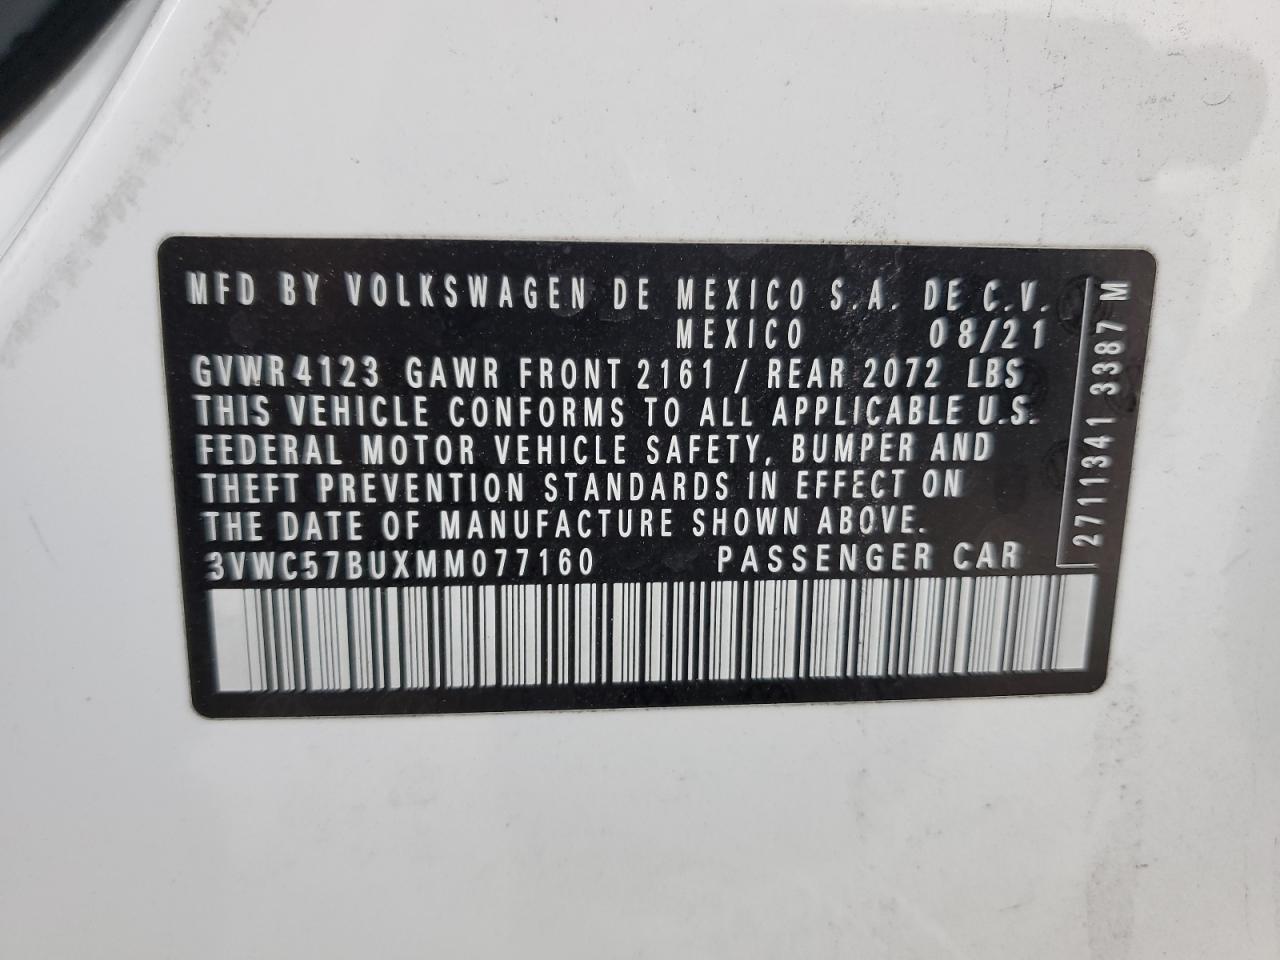 MFD BY VOLKSWAGEN DE MEXICO S.A. DE C.V.
MEXICO 08/21
GVWR 4123 GAWR FRONT 2161 / REAR 2072 LBS
THIS VEHICLE CONFORMS TO ALL APPLICABLE U.S.
FEDERAL MOTOR VEHICLE SAFETY, BUMPER AND
THEFT PREVENTION STANDARDS IN EFFECT ON
THE DATE OF MANUFACTURE SHOWN ABOVE.
3VWC57BUXMM077160 PASSENGER CAR
2711341 3387 M